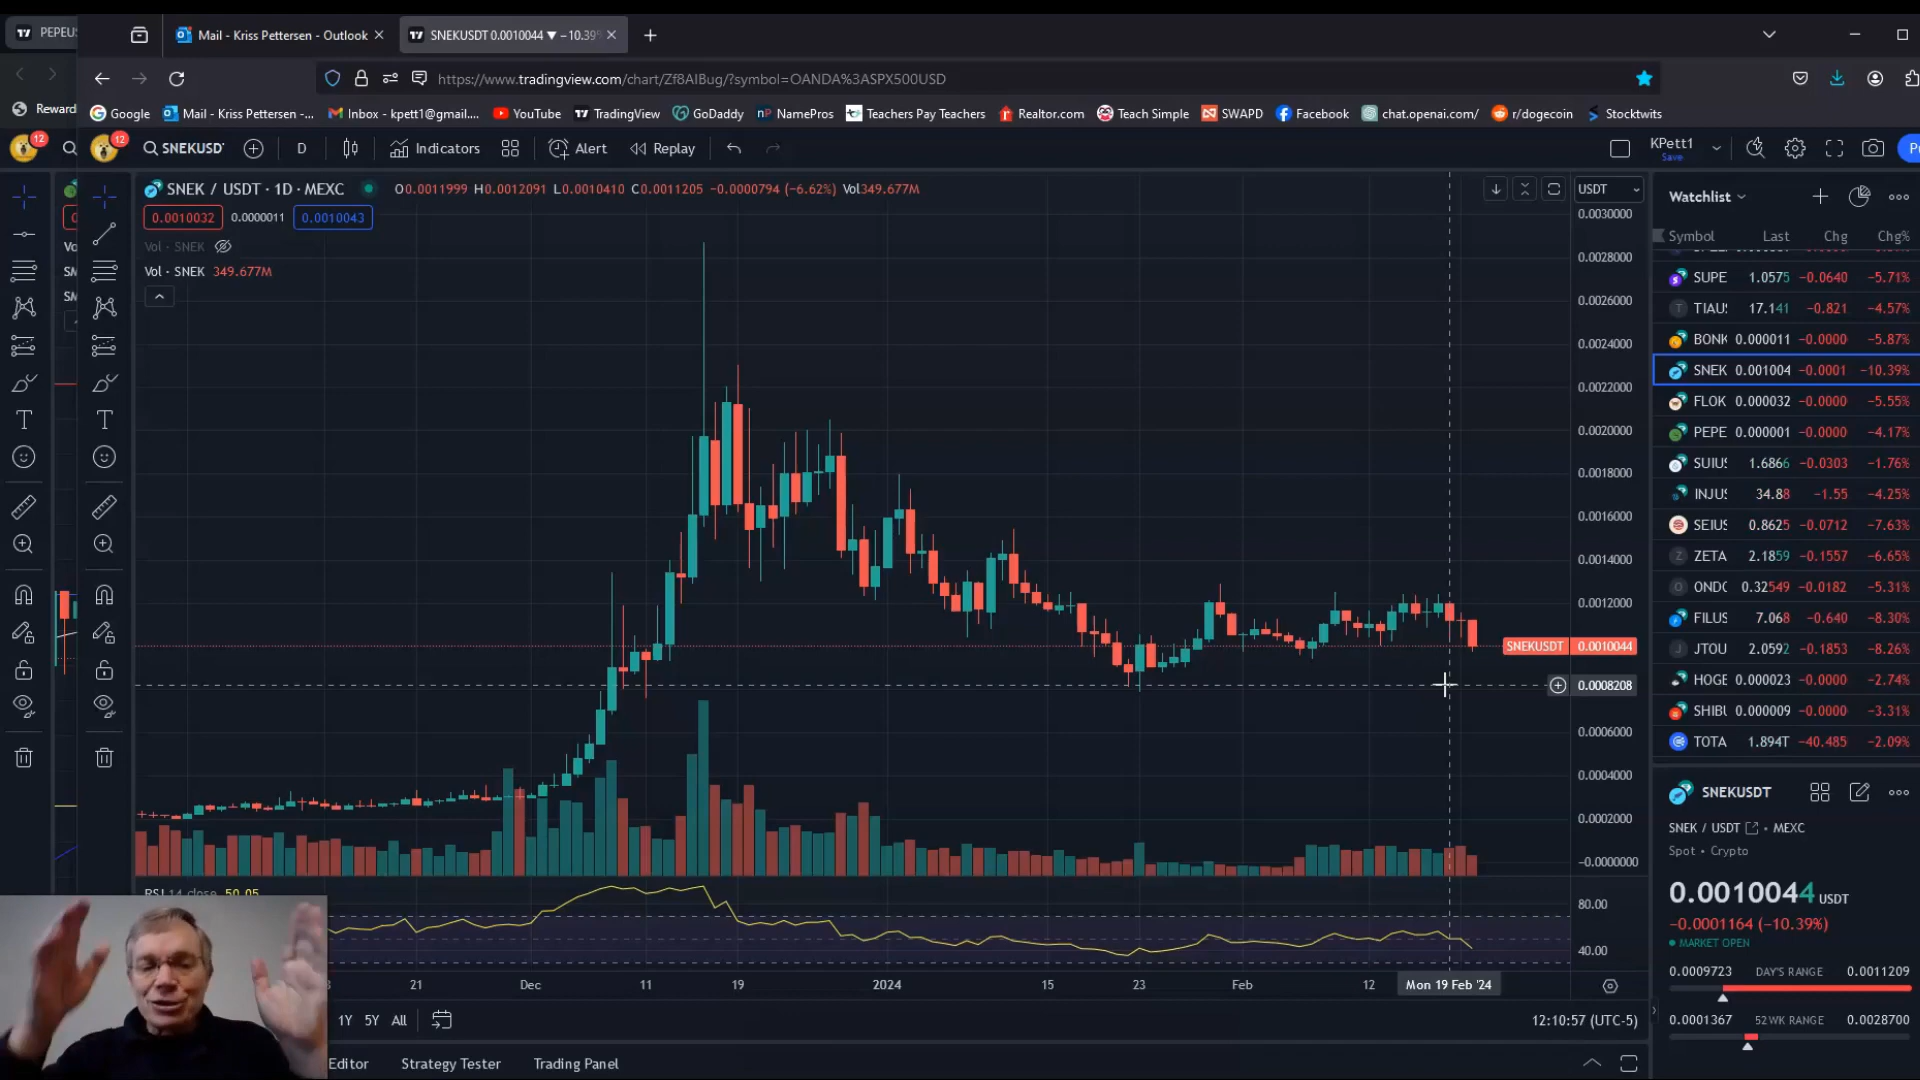 PEPEU
Mail - Kriss Pettersen - Outlook
SNEKUSDT 0.0010044 ▼ −10.39%
https://www.tradingview.com/chart/Zf8AIBug/?symbol=OANDA%3ASPX500USD
Reward
Google
Mail - Kriss Pettersen -...
Inbox - kpett1@gmail....
YouTube
TradingView
GoDaddy
NamePros
Teachers Pay Teachers
Realtor.com
Teach Simple
SWAPD
Facebook
chat.openai.com/
r/dogecoin
Stocktwits
12
12
SNEKUSD
D
Indicators
Alert
Replay
KPett1
Save
SNEK / USDT · 1D · MEXC
O0.0011999 H0.0012091 L0.0010410 C0.0011205 −0.0000794 (−6.62%) Vol349.677M
0.0010032
0.0000011
0.0010043
Vol · SNEK
Vol · SNEK 349.677M
USDT
0.0030000
0.0028000
0.0026000
0.0024000
0.0022000
0.0020000
0.0018000
0.0016000
0.0014000
0.0012000
SNEKUSDT 0.0010044
0.0008208
0.0006000
0.0004000
0.0002000
−0.0000000
RSI 14 close 50.05
80.00
40.00
21
Dec
11
19
2024
15
23
Feb
12
Mon 19 Feb '24
1Y 5Y All
12:10:57 (UTC-5)
Editor
Strategy Tester
Trading Panel
Watchlist
Symbol Last Chg Chg%
SUPE 1.0575 −0.0640 −5.71%
TIAUS 17.141 −0.821 −4.57%
BONK 0.000011 −0.0000 −5.87%
SNEK 0.001004 −0.0001 −10.39%
FLOK 0.000032 −0.0000 −5.55%
PEPE 0.000001 −0.0000 −4.17%
SUIUS 1.6866 −0.0303 −1.76%
INJUS 34.88 −1.55 −4.25%
SEIUS 0.8625 −0.0712 −7.63%
ZETA 2.1859 −0.1557 −6.65%
ONDO 0.32549 −0.0182 −5.31%
FILUS 7.068 −0.640 −8.30%
JTOU 2.0592 −0.1853 −8.26%
HOGE 0.000023 −0.0000 −2.74%
SHIBU 0.000009 −0.0000 −3.31%
TOTA 1.894T −40.485 −2.09%
SNEKUSDT
SNEK / USDT · MEXC
Spot · Crypto
0.0010044 USDT
−0.0001164 (−10.39%)
MARKET OPEN
0.0009723 DAY'S RANGE 0.0011209
0.0001367 52WK RANGE 0.0028700